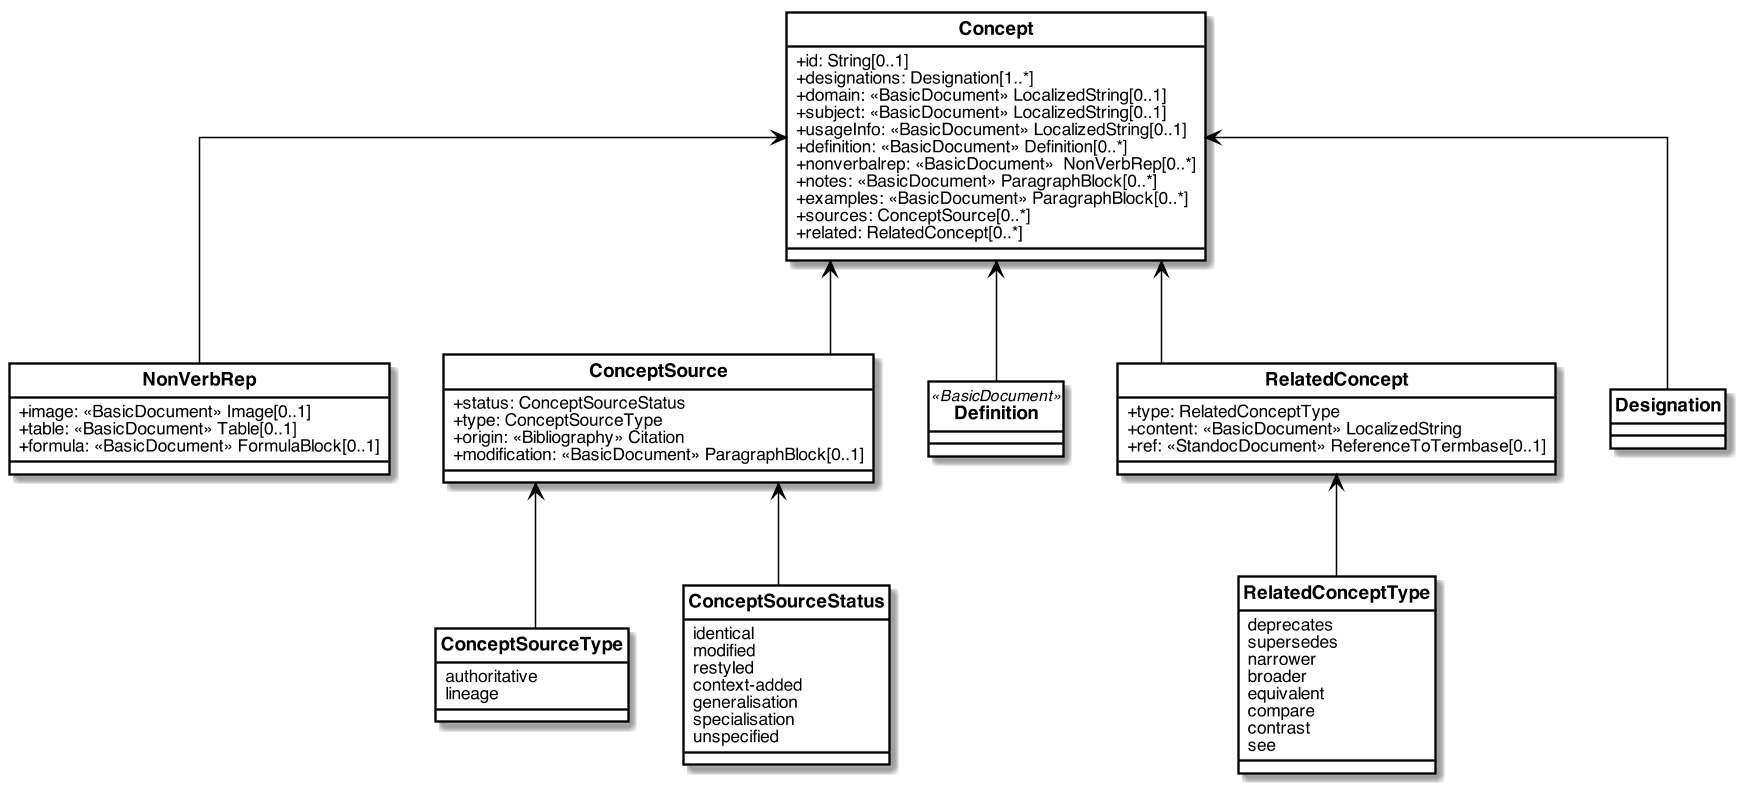 Concept
+id: String[0..1]
+designations: Designation[1..*]
+domain: «BasicDocument» LocalizedString[0..1]
+subject: «BasicDocument» LocalizedString[0..1]
+usageInfo: «BasicDocument» LocalizedString[0..1]
+definition: «BasicDocument» Definition[0..*]
+nonverbalrep: «BasicDocument»  NonVerbRep[0..*]
+notes: «BasicDocument» ParagraphBlock[0..*]
+examples: «BasicDocument» ParagraphBlock[0..*]
+sources: ConceptSource[0..*]
+related: RelatedConcept[0..*]
NonVerbRep
+image: «BasicDocument» Image[0..1]
+table: «BasicDocument» Table[0..1]
+formula: «BasicDocument» FormulaBlock[0..1]
ConceptSource
+status: ConceptSourceStatus
+type: ConceptSourceType
+origin: «Bibliography» Citation
+modification: «BasicDocument» ParagraphBlock[0..1]
«BasicDocument»
Definition
RelatedConcept
+type: RelatedConceptType
+content: «BasicDocument» LocalizedString
+ref: «StandocDocument» ReferenceToTermbase[0..1]
Designation
ConceptSourceType
authoritative
lineage
ConceptSourceStatus
identical
modified
restyled
context-added
generalisation
specialisation
unspecified
RelatedConceptType
deprecates
supersedes
narrower
broader
equivalent
compare
contrast
see